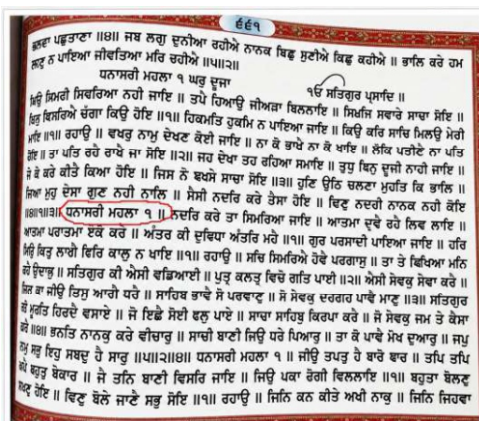 ੬੬੧
ਭਲਕਾ ਪਛੁਤਾਣਾ ॥੪॥ ਜਬ ਲਗੁ ਦੁਨੀਆ ਰਹੀਐ ਨਾਨਕ ਕਿਛੁ ਸੁਣੀਐ ਕਿਛੁ ਕਹੀਐ ॥ ਭਾਲਿ ਰਹੇ ਹਮ
ਰਹਣੁ ਨ ਪਾਇਆ ਜੀਵਤਿਆ ਮਰਿ ਰਹੀਐ ॥੫॥੨॥
ਧਨਾਸਰੀ ਮਹਲਾ ੧ ਘਰੁ ਦੂਜਾ
੧ਓ ਸਤਿਗੁਰ ਪ੍ਰਸਾਦਿ ॥
ਕਿਉ ਸਿਮਰੀ ਸਿਵਰਿਆ ਨਹੀ ਜਾਇ ॥ ਤਪੈ ਹਿਆਉ ਜੀਅੜਾ ਬਿਲਲਾਇ ॥ ਸਿਰਜਿ ਸਵਾਰੇ ਸਾਚਾ ਸੋਇ ॥
ਤਿਸੁ ਵਿਸਰਿਐ ਚੰਗਾ ਕਿਉ ਹੋਇ ॥੧॥ ਹਿਕਮਤਿ ਹੁਕਮਿ ਨ ਪਾਇਆ ਜਾਇ ॥ ਕਿਉ ਕਰਿ ਸਾਚਿ ਮਿਲਉ ਮੇਰੀ
ਮਾਇ ॥੧॥ ਰਹਾਉ ॥ ਵਖਰੁ ਨਾਮੁ ਦੇਖਣ ਕੋਈ ਜਾਇ ॥ ਨਾ ਕੋ ਚਾਖੈ ਨਾ ਕੋ ਖਾਇ ॥ ਲੋਕਿ ਪਤੀਣੈ ਨਾ ਪਤਿ
ਹੋਇ ॥ ਤਾ ਪਤਿ ਰਹੈ ਰਾਖੈ ਜਾ ਸੋਇ ॥੨॥ ਜਹ ਦੇਖਾ ਤਹ ਰਹਿਆ ਸਮਾਇ ॥ ਤੁਧੁ ਬਿਨੁ ਦੂਜੀ ਨਾਹੀ ਜਾਇ ॥
ਜੇ ਕੋ ਕਰੇ ਕੀਤੈ ਕਿਆ ਹੋਇ ॥ ਜਿਸ ਨੋ ਬਖਸੇ ਸਾਚਾ ਸੋਇ ॥੩॥ ਹੁਣਿ ਉਠਿ ਚਲਣਾ ਮੁਹਤਿ ਕਿ ਤਾਲਿ ॥
ਕਿਆ ਮੁਹੁ ਦੇਸਾ ਗੁਣ ਨਹੀ ਨਾਲਿ ॥ ਜੈਸੀ ਨਦਰਿ ਕਰੇ ਤੈਸਾ ਹੋਇ ॥ ਵਿਣੁ ਨਦਰੀ ਨਾਨਕ ਨਹੀ ਕੋਇ
॥੪॥੧॥੩॥ ਧਨਾਸਰੀ ਮਹਲਾ ੧ ॥ ਨਦਰਿ ਕਰੇ ਤਾ ਸਿਮਰਿਆ ਜਾਇ ॥ ਆਤਮਾ ਦ੍ਰਵੈ ਰਹੈ ਲਿਵ ਲਾਇ ॥
ਆਤਮਾ ਪਰਾਤਮਾ ਏਕੋ ਕਰੈ ॥ ਅੰਤਰ ਕੀ ਦੁਬਿਧਾ ਅੰਤਰਿ ਮਰੈ ॥੧॥ ਗੁਰ ਪਰਸਾਦੀ ਪਾਇਆ ਜਾਇ ॥ ਹਰਿ
ਸਿਉ ਚਿਤੁ ਲਾਗੈ ਫਿਰਿ ਕਾਲੁ ਨ ਖਾਇ ॥੧॥ ਰਹਾਉ ॥ ਸਚਿ ਸਿਮਰਿਐ ਹੋਵੈ ਪਰਗਾਸੁ ॥ ਤਾ ਤੇ ਬਿਖਿਆ ਮਹਿ
ਰਹੈ ਉਦਾਸੁ ॥ ਸਤਿਗੁਰ ਕੀ ਐਸੀ ਵਡਿਆਈ ॥ ਪੁਤ੍ਰ ਕਲਤ੍ਰ ਵਿਚੇ ਗਤਿ ਪਾਈ ॥੨॥ ਐਸੀ ਸੇਵਕੁ ਸੇਵਾ ਕਰੈ ॥
ਜਿਸ ਕਾ ਜੀਉ ਤਿਸੁ ਆਗੈ ਧਰੈ ॥ ਸਾਹਿਬ ਭਾਵੈ ਸੋ ਪਰਵਾਣੁ ॥ ਸੋ ਸੇਵਕੁ ਦਰਗਹ ਪਾਵੈ ਮਾਣੁ ॥੩॥ ਸਤਿਗੁਰ
ਕੀ ਮੂਰਤਿ ਹਿਰਦੈ ਵਸਾਏ ॥ ਜੋ ਇਛੈ ਸੋਈ ਫਲੁ ਪਾਏ ॥ ਸਾਚਾ ਸਾਹਿਬੁ ਕਿਰਪਾ ਕਰੈ ॥ ਸੋ ਸੇਵਕੁ ਜਮ ਤੇ ਕੈਸਾ
ਡਰੈ ॥੪॥ ਭਨਤਿ ਨਾਨਕੁ ਕਰੇ ਵੀਚਾਰੁ ॥ ਸਾਚੀ ਬਾਣੀ ਸਿਉ ਧਰੇ ਪਿਆਰੁ ॥ ਤਾ ਕੋ ਪਾਵੈ ਮੋਖ ਦੁਆਰੁ ॥ ਜਪੁ
ਤਪੁ ਸਭੁ ਇਹੁ ਸਬਦੁ ਹੈ ਸਾਰੁ ॥੫॥੨॥੪॥ ਧਨਾਸਰੀ ਮਹਲਾ ੧ ॥ ਜੀਉ ਤਪਤੁ ਹੈ ਬਾਰੋ ਬਾਰ ॥ ਤਪਿ ਤਪਿ
ਖਪੈ ਬਹੁਤੁ ਬੇਕਾਰ ॥ ਜੈ ਤਨਿ ਬਾਣੀ ਵਿਸਰਿ ਜਾਇ ॥ ਜਿਉ ਪਕਾ ਰੋਗੀ ਵਿਲਲਾਇ ॥੧॥ ਬਹੁਤਾ ਬੋਲਣੁ
ਝਖਣੁ ਹੋਇ ॥ ਵਿਣੁ ਬੋਲੇ ਜਾਣੈ ਸਭੁ ਸੋਇ ॥੧॥ ਰਹਾਉ ॥ ਜਿਨਿ ਕਨ ਕੀਤੇ ਅਖੀ ਨਾਕੁ ॥ ਜਿਨਿ ਜਿਹਵਾ